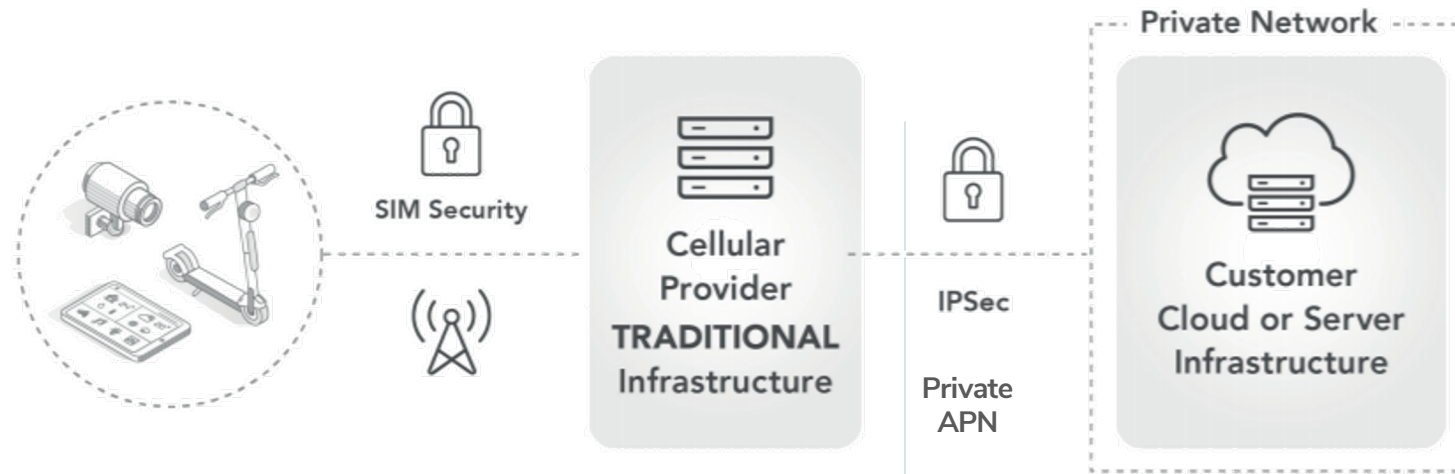 Private Network
SIM Security
Cellular
Provider
TRADITIONAL
Infrastructure
IPSec
Private
APN
Customer
Cloud or Server
Infrastructure